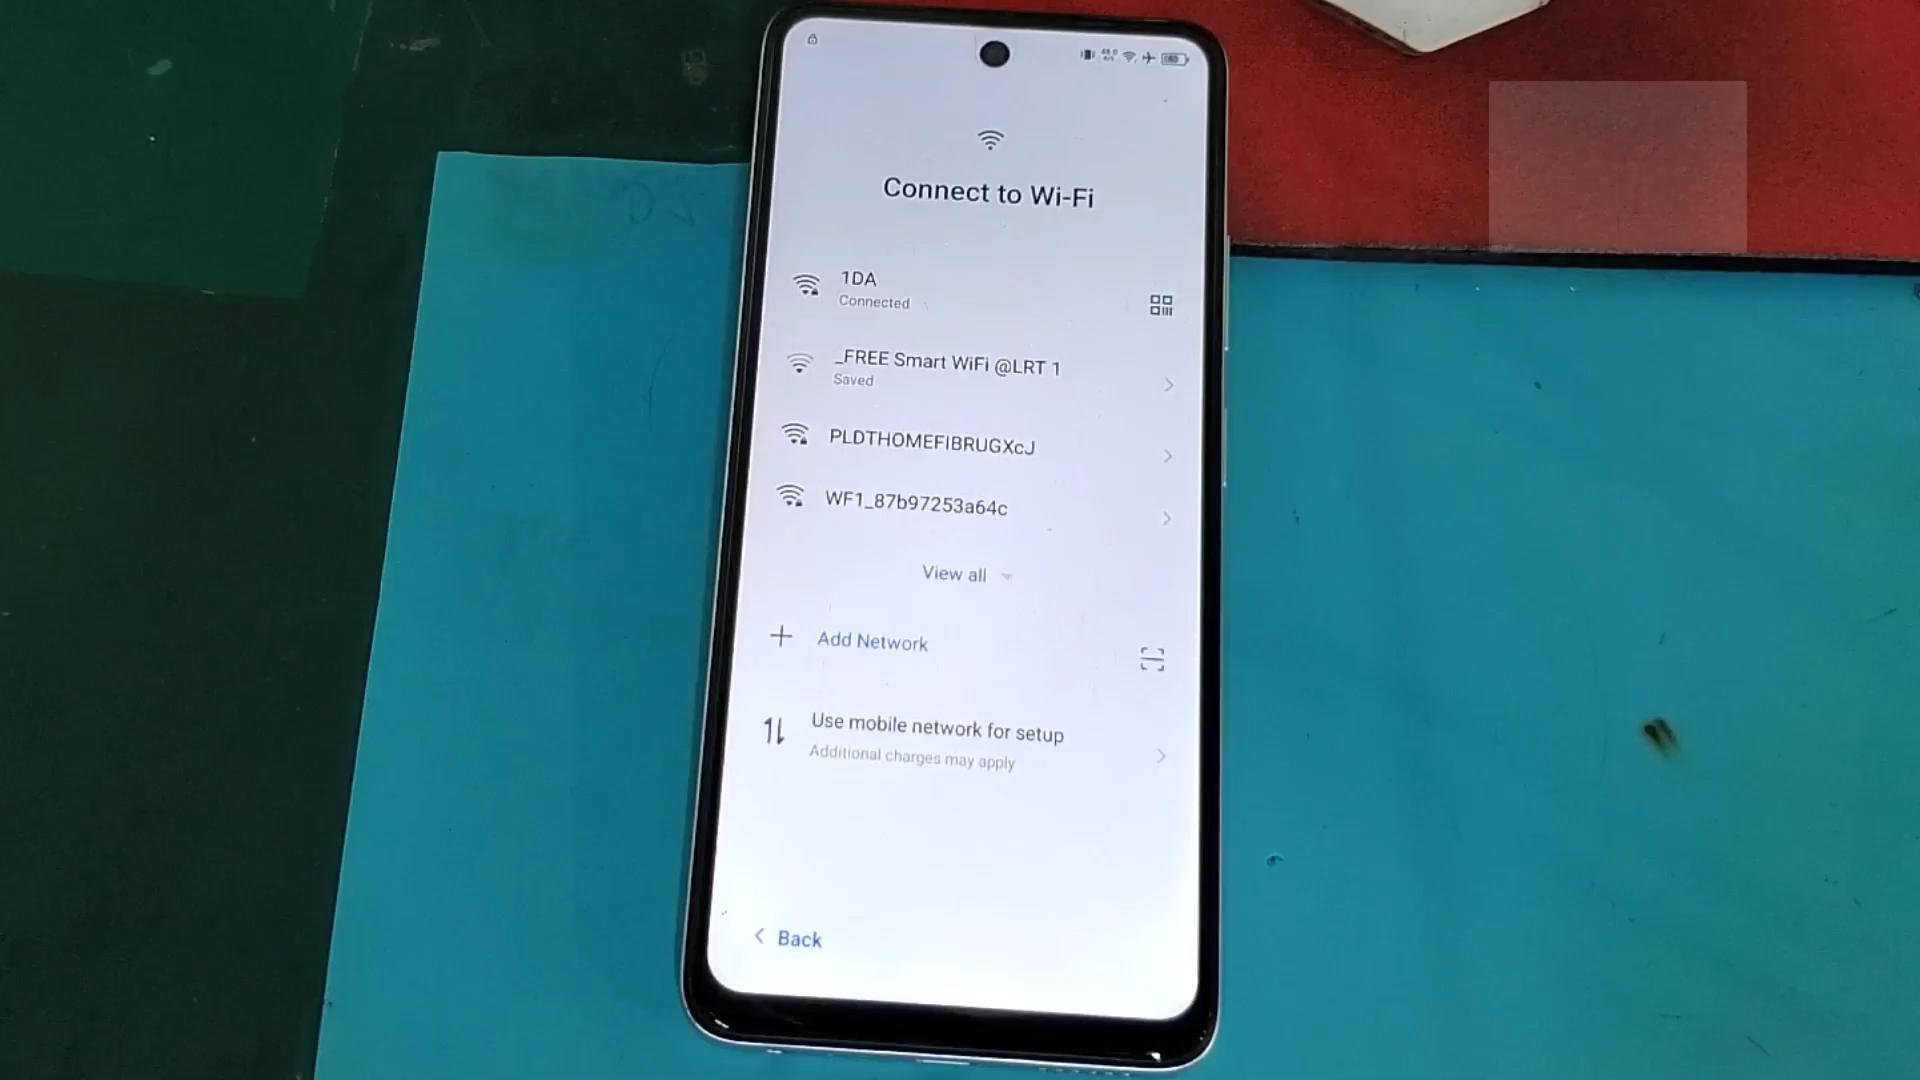 Connect to Wi-Fi
1DA
Connected
_FREE Smart WiFi @LRT 1
Saved
PLDTHOMEFIBRUGXcJ
WF1_87b97253a64c
View all
Add Network
Use mobile network for setup
Additional charges may apply
Back